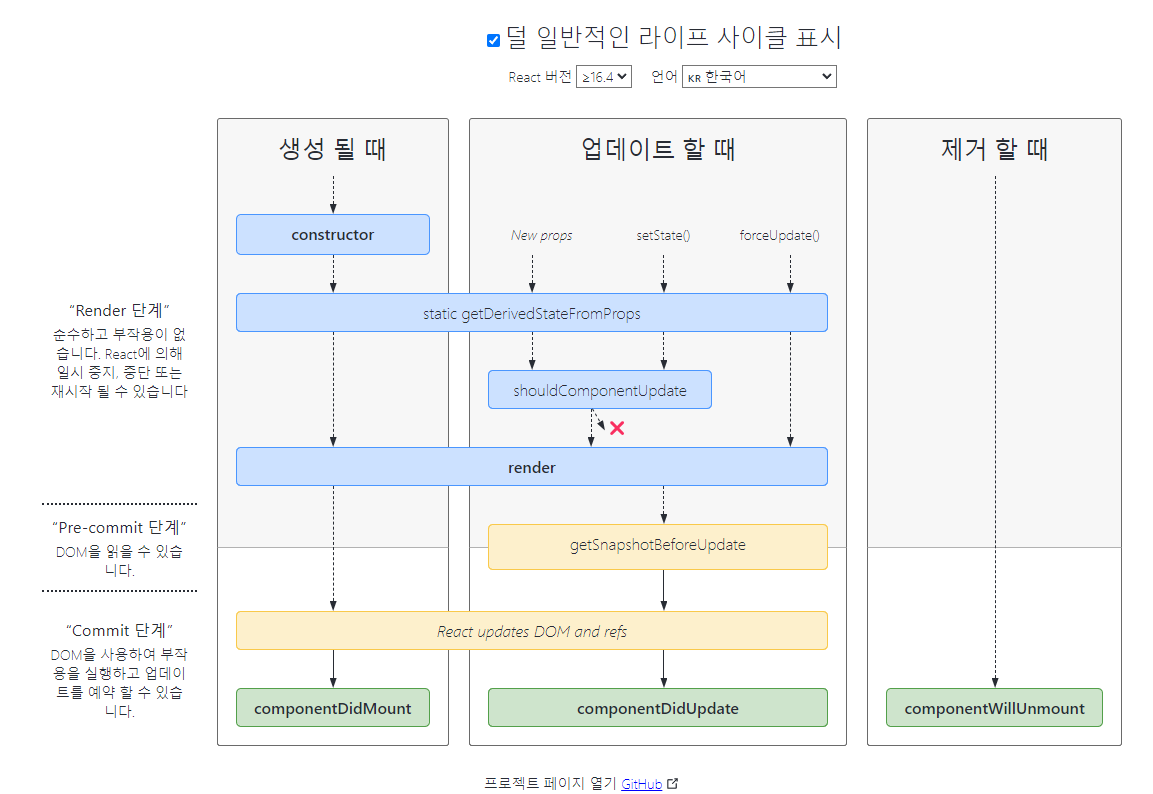 덜 일반적인 라이프 사이클 표시
React 버전 ≥16.4 언어 KR 한국어
생성 될 때
업데이트 할 때
제거 할 때
constructor
New props
setState()
forceUpdate()
“Render 단계”
순수하고 부작용이 없
습니다. React에 의해
일시 중지, 중단 또는
재시작 될 수 있습니다
static getDerivedStateFromProps
shouldComponentUpdate
render
“Pre-commit 단계”
DOM을 읽을 수 있습
니다.
getSnapshotBeforeUpdate
“Commit 단계”
DOM을 사용하여 부작
용을 실행하고 업데이
트를 예약 할 수 있습
니다.
React updates DOM and refs
componentDidMount
componentDidUpdate
componentWillUnmount
프로젝트 페이지 열기 GitHub